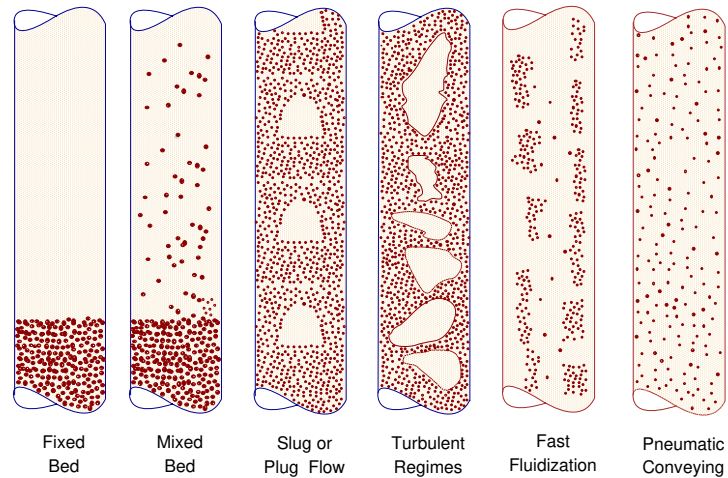 Fixed
Bed
Mixed
Bed
Slug or
Plug Flow
Turbulent
Regimes
Fast
Fluidization
Pneumatic
Conveying